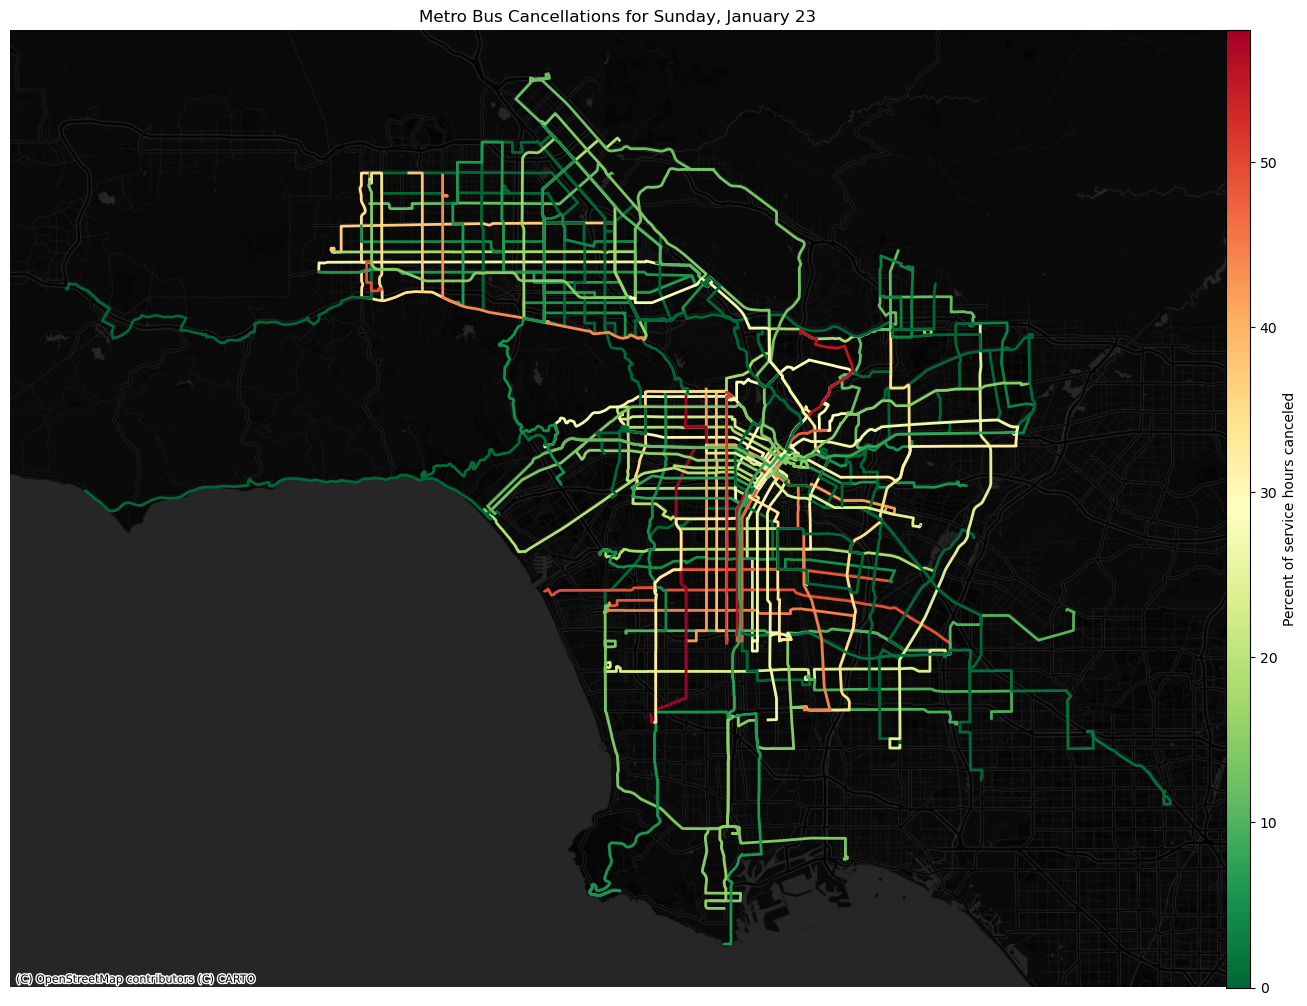 Metro Bus Cancellations for Sunday, January 23
50
40
30
20
10
0
Percent of service hours canceled
(C) OpenStreetMap contributors (C) CARTO